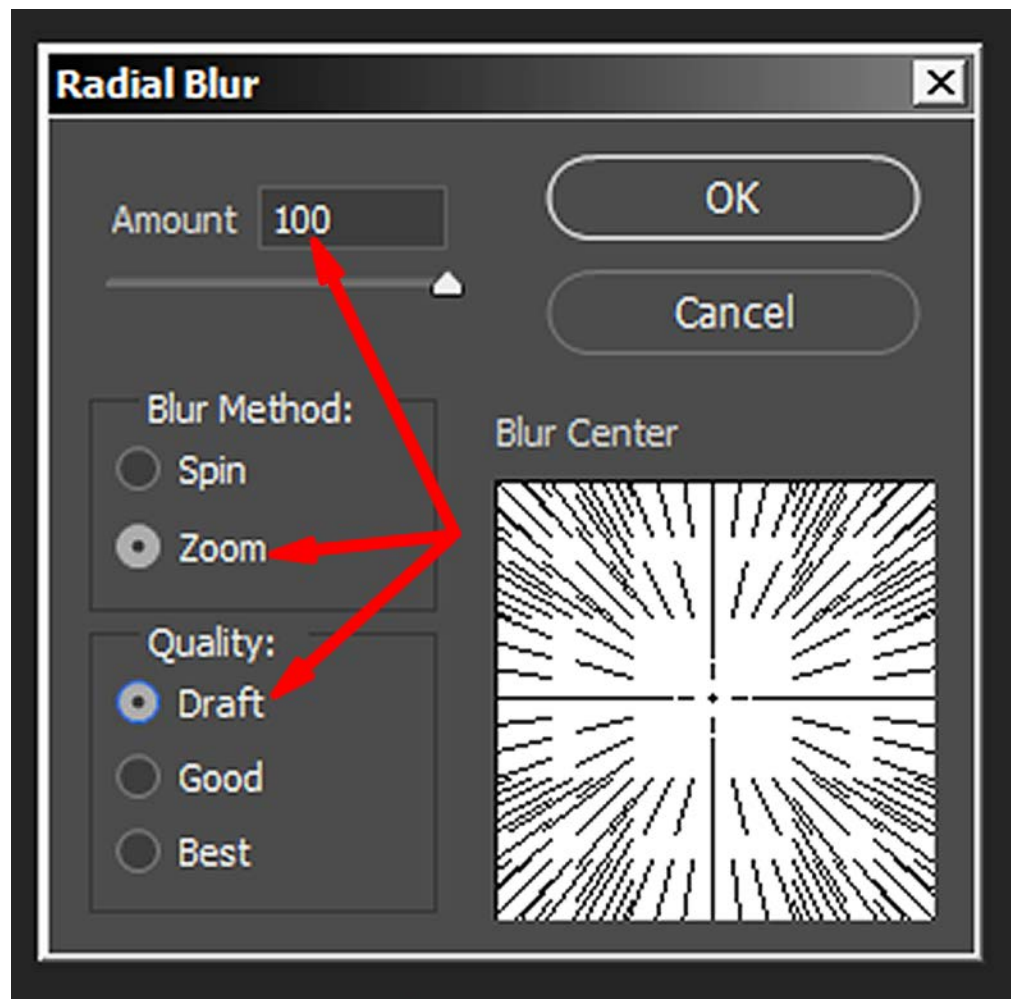 Radial Blur
Amount 100
OK
Cancel
Blur Method:
Spin
Zoom
Quality:
Draft
Good
Best
Blur Center